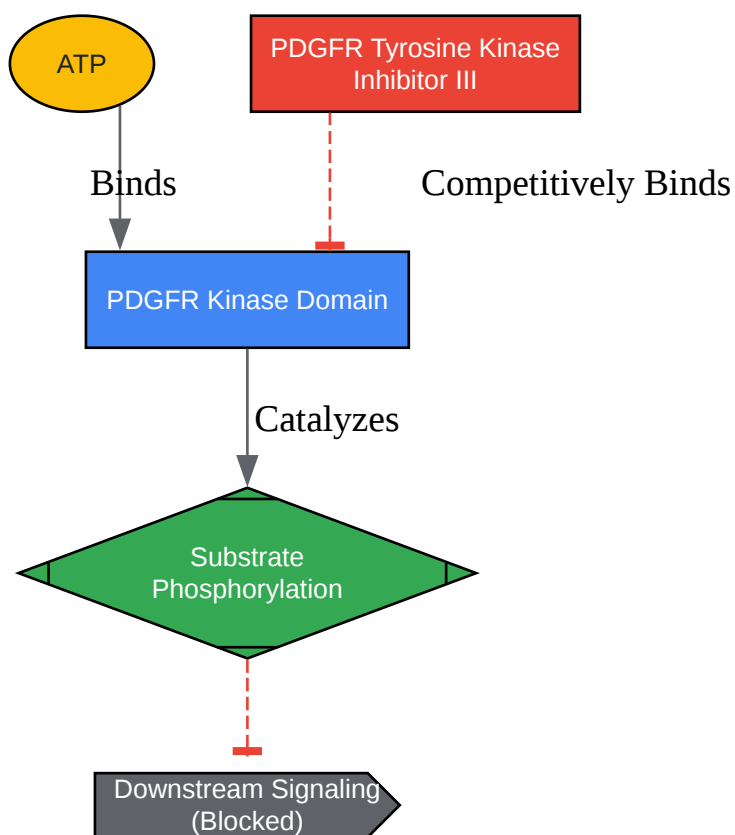 ATP
PDGFR Tyrosine Kinase
Inhibitor III
Binds
Competitively Binds
PDGFR Kinase Domain
Catalyzes
Substrate
Phosphorylation
Downstream Signaling
(Blocked)